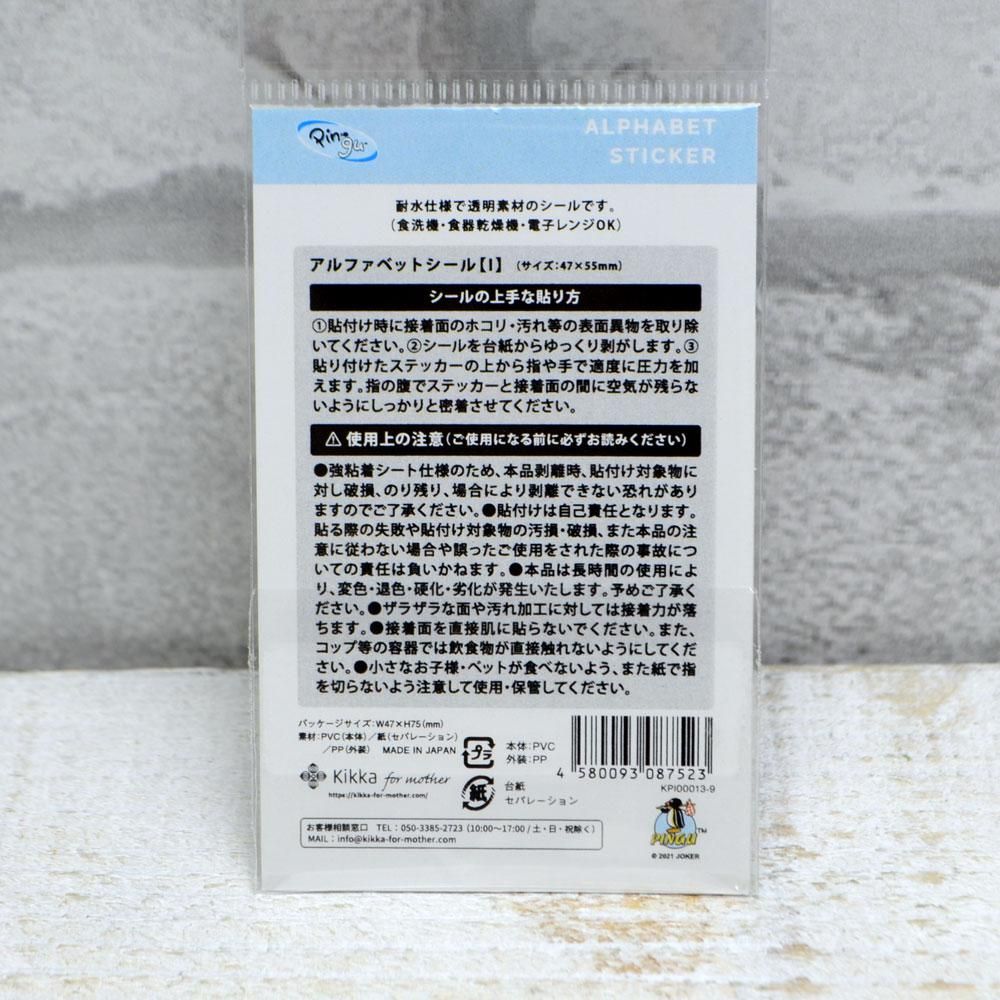 Pingu
ALPHABET
STICKER
耐水仕様で透明素材のシールです。
(食洗機・食器乾燥機・電子レンジOK)
アルファベットシール【I】 (サイズ:47×55mm)
シールの上手な貼り方
①貼付け時に接着面のホコリ・汚れ等の表面異物を取り除
いてください。②シールを台紙からゆっくり剥がします。③
貼り付けたステッカーの上から指や手で適度に圧力を加
えます。指の腹でステッカーと接着面の間に空気が残らな
いようにしっかりと密着させてください。
⚠使用上の注意(ご使用になる前に必ずお読みください)
●強粘着シート仕様のため、本品剥離時、貼付け対象物に
対し破損、のり残り、場合により剥離できない恐れがあり
ますのでご了承ください。●貼付けは自己責任となります。
貼る際の失敗や貼付け対象物の汚損・破損、また本品の注
意に従わない場合や誤ったご使用をされた際の事故につ
いての責任は負いかねます。●本品は長時間の使用によ
り、変色・退色・硬化・劣化が発生いたします。予めご了承く
ださい。●ザラザラな面や汚れ加工に対しては接着力が落
ちます。●接着面を直接肌に貼らないでください。また、
コップ等の容器では飲食物が直接触れないようにしてください。
●小さなお子様・ペットが食べないよう、また紙で指
を切らないよう注意して使用・保管してください。
パッケージサイズ:W47×H75(mm)
素材:PVC(本体)/紙(セパレーション)
/PP(外装) MADE IN JAPAN
プラ
本体:PVC
外装:PP
4 580093 087523
KPI00013-9
Kikka for mother
https://kikka-for-mother.com/
紙
台紙
セパレーション
お客様相談窓口 TEL:050-3385-2723(10:00〜17:00/土・日・祝除く)
MAIL:info@kikka-for-mother.com
PINGU™
© 2021 JOKER